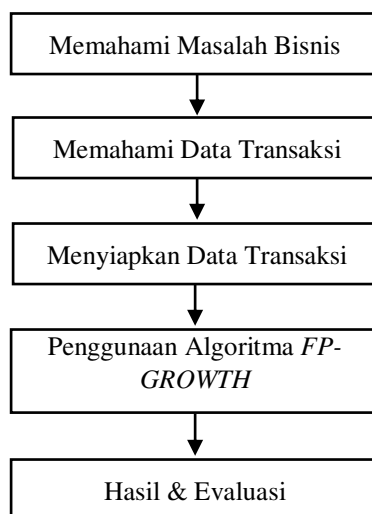 Memahami Masalah Bisnis
Memahami Data Transaksi
Menyiapkan Data Transaksi
Penggunaan Algoritma FP-
GROWTH
Hasil & Evaluasi